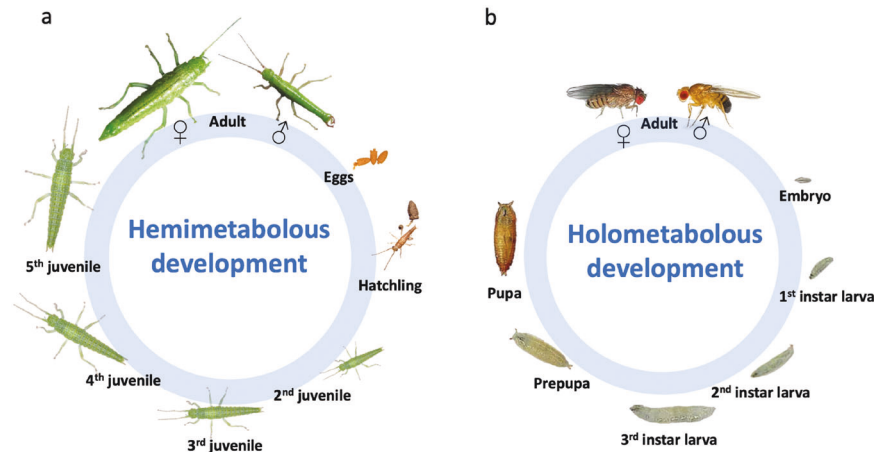 a
♀
Adult
♂
Eggs
Hatchling
2nd juvenile
3rd juvenile
4th juvenile
5th juvenile
Hemimetabolous
development
b
♀
Adult
♂
Embryo
1st instar larva
2nd instar larva
3rd instar larva
Prepupa
Pupa
Holometabolous
development